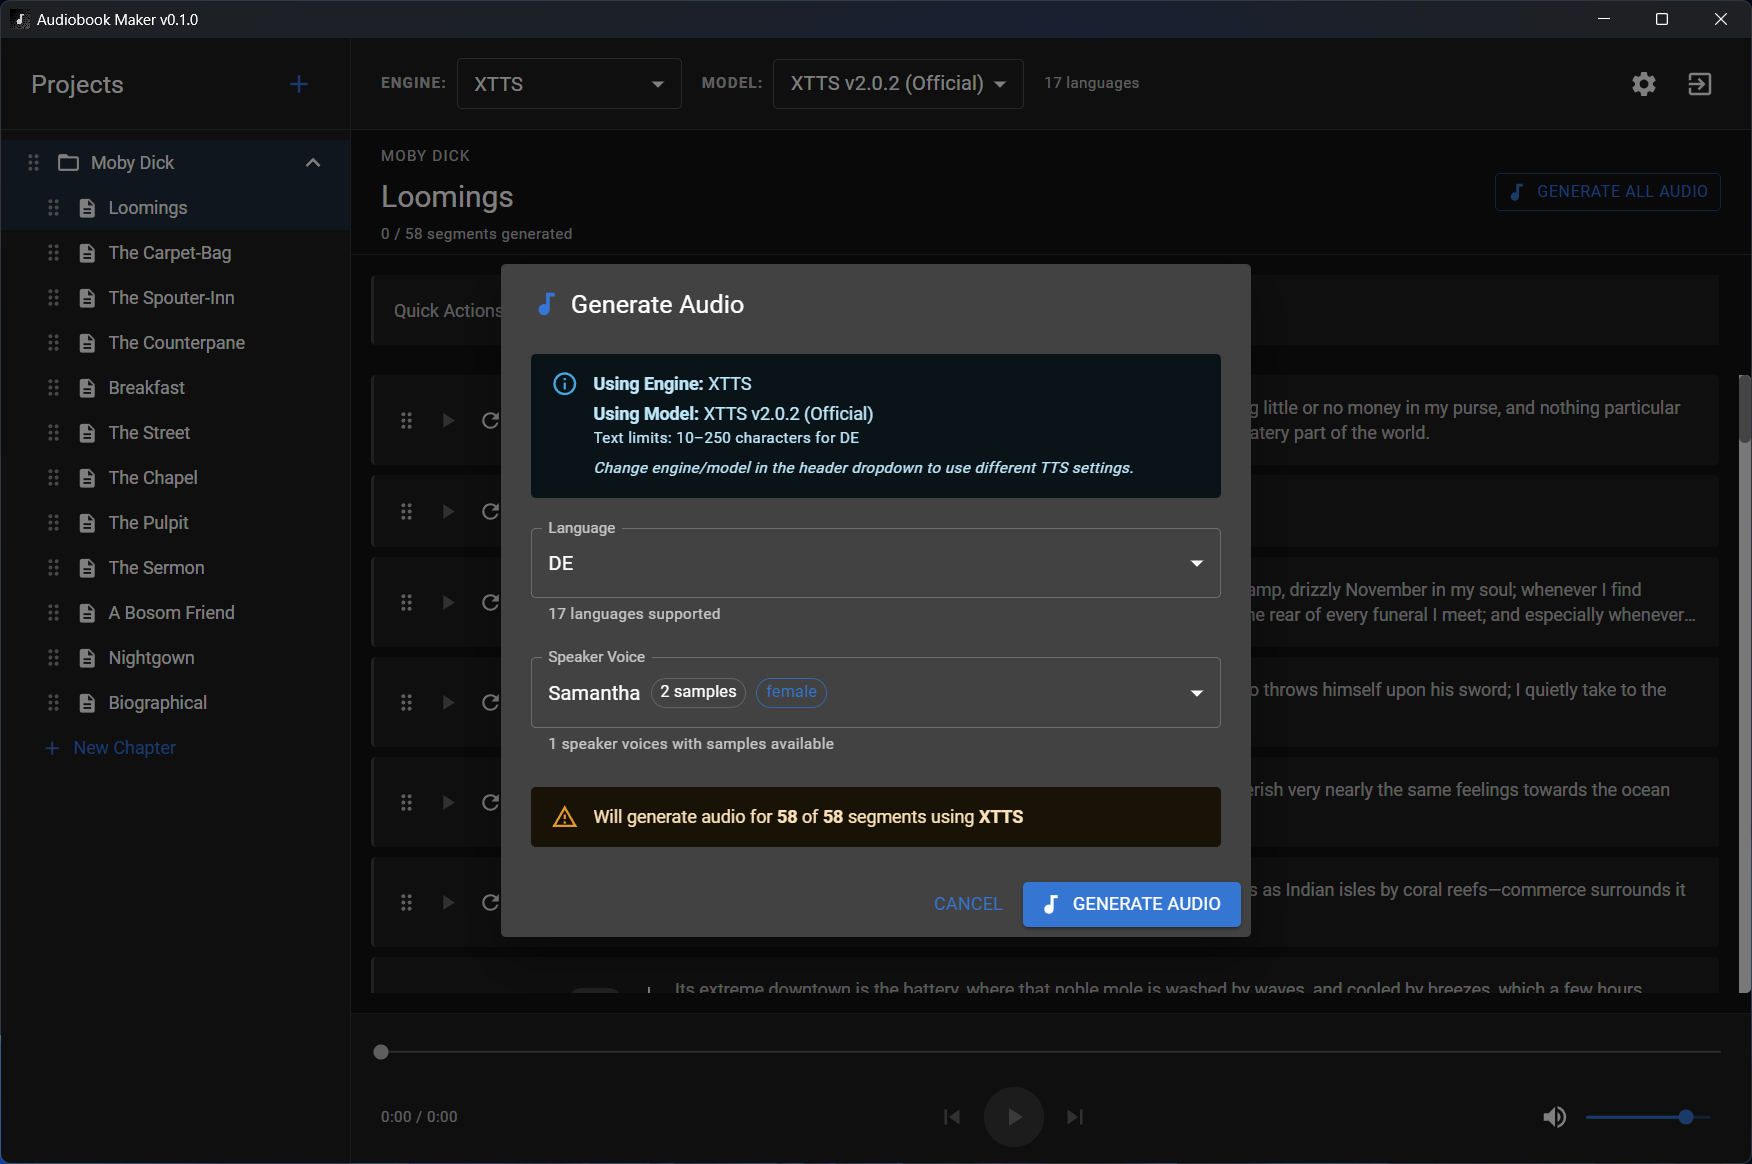 Audiobook Maker v0.1.0
Projects
ENGINE:
XTTS
MODEL:
XTTS v2.0.2 (Official)
17 languages
Moby Dick
Loomings
The Carpet-Bag
The Spouter-Inn
The Counterpane
Breakfast
The Street
The Chapel
The Pulpit
The Sermon
A Bosom Friend
Nightgown
Biographical
New Chapter
MOBY DICK
Loomings
0 / 58 segments generated
GENERATE ALL AUDIO
Quick Actions
little or no money in my purse, and nothing particular
part of the world.
drizzly November in my soul; whenever I find
rear of every funeral I meet; and especially whenever...
throws himself upon his sword; I quietly take to the
very nearly the same feelings towards the ocean
as Indian isles by coral reefs—commerce surrounds it
Its extreme downtown is the battery, where that noble mole is washed by waves, and cooled by breezes, which a few hours
Generate Audio
Using Engine: XTTS
Using Model: XTTS v2.0.2 (Official)
Text limits: 10–250 characters for DE
Change engine/model in the header dropdown to use different TTS settings.
Language
DE
17 languages supported
Speaker Voice
Samantha 2 samples female
1 speaker voices with samples available
Will generate audio for 58 of 58 segments using XTTS
CANCEL
GENERATE AUDIO
0:00 / 0:00